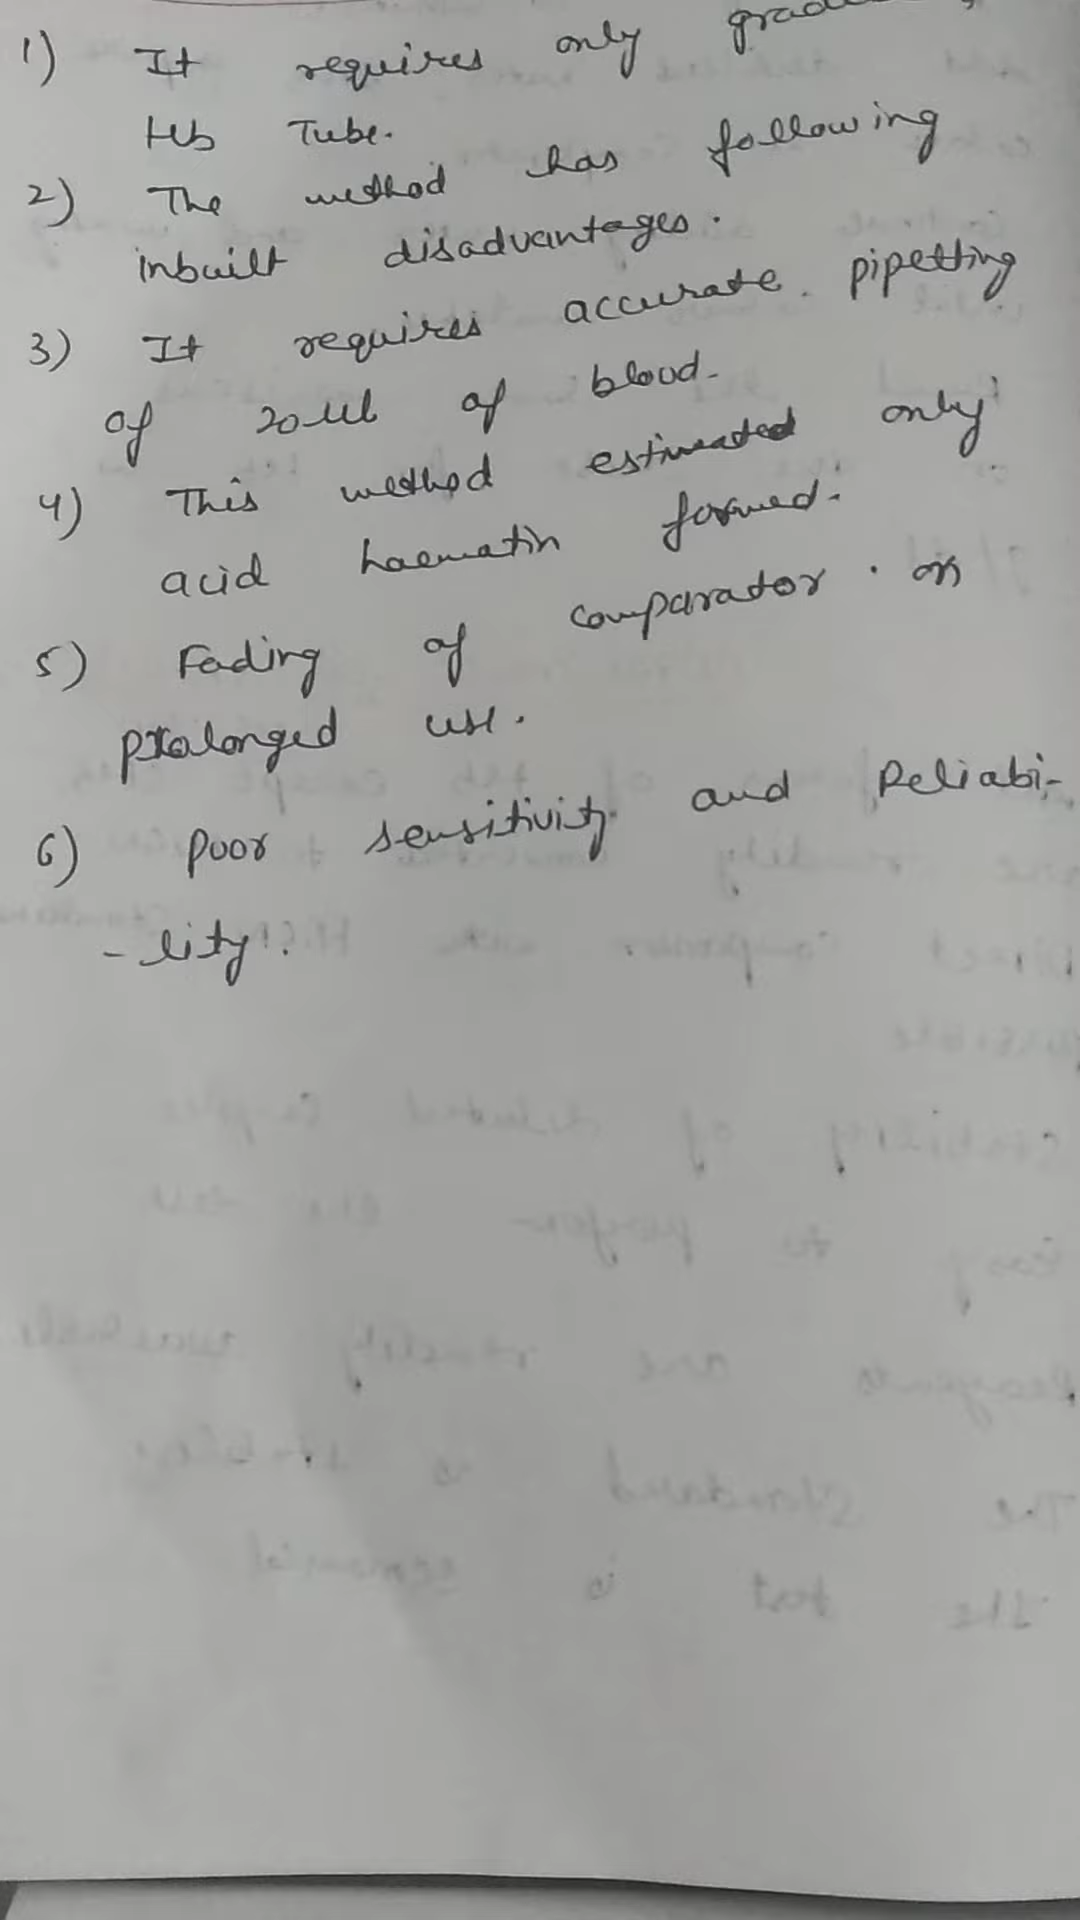 1) It requires only
Hb Tube.
2) The method has following
inbuilt disadvantages.
3) It requires accurate. pipetting
of 20 ul of blood-
4) This method estimated only
acid haematin formed.
5) Fading of comparator. on
prolonged use.
6) Poor sensitivity. and Reliabi-
- lity.